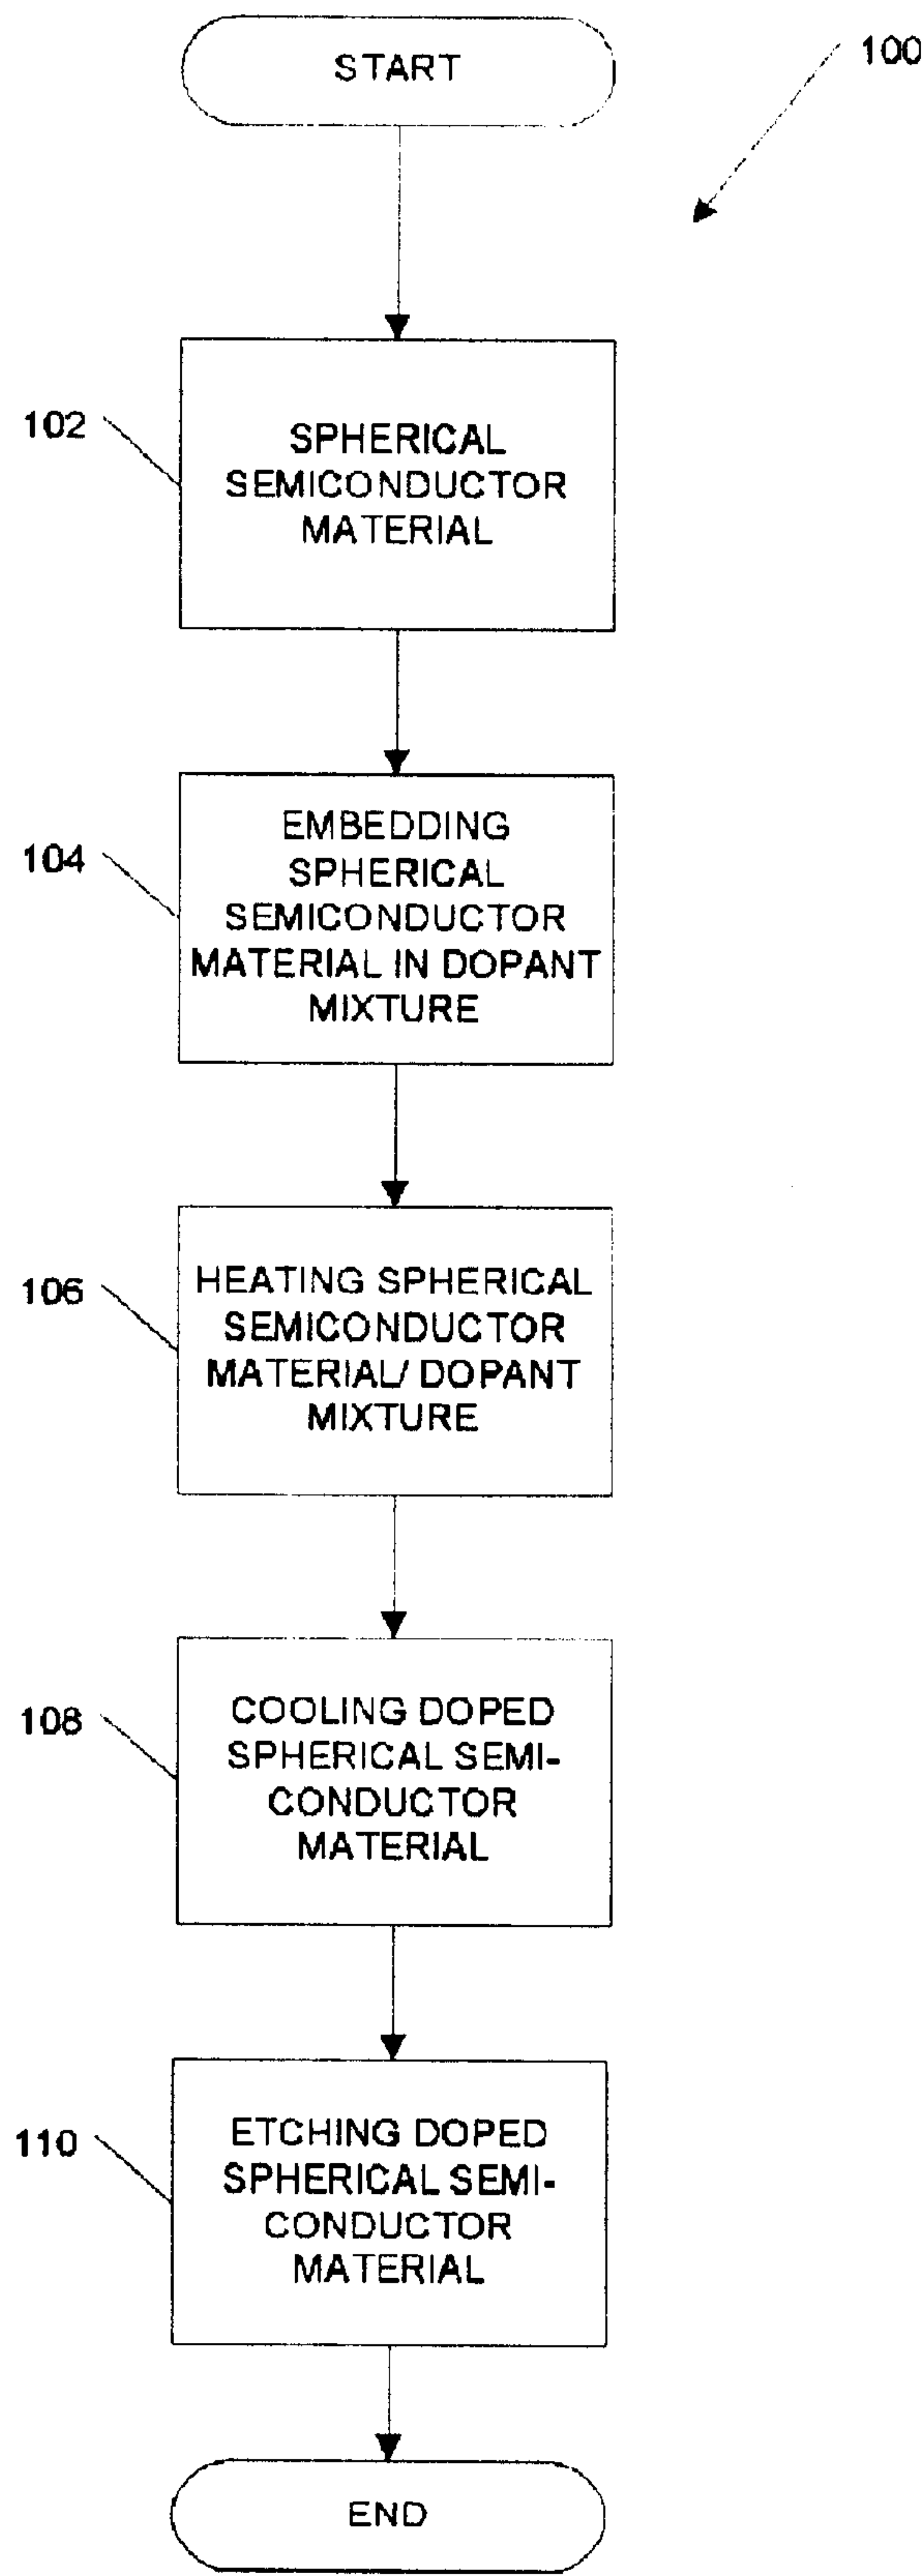 START
100
102
SPHERICAL
SEMICONDUCTOR
MATERIAL
104
EMBEDDING
SPHERICAL
SEMICONDUCTOR
MATERIAL IN DOPANT
MIXTURE
106
HEATING SPHERICAL
SEMICONDUCTOR
MATERIAL/ DOPANT
MIXTURE
108
COOLING DOPED
SPHERICAL SEMI-
CONDUCTOR
MATERIAL
110
ETCHING DOPED
SPHERICAL SEMI-
CONDUCTOR
MATERIAL
END